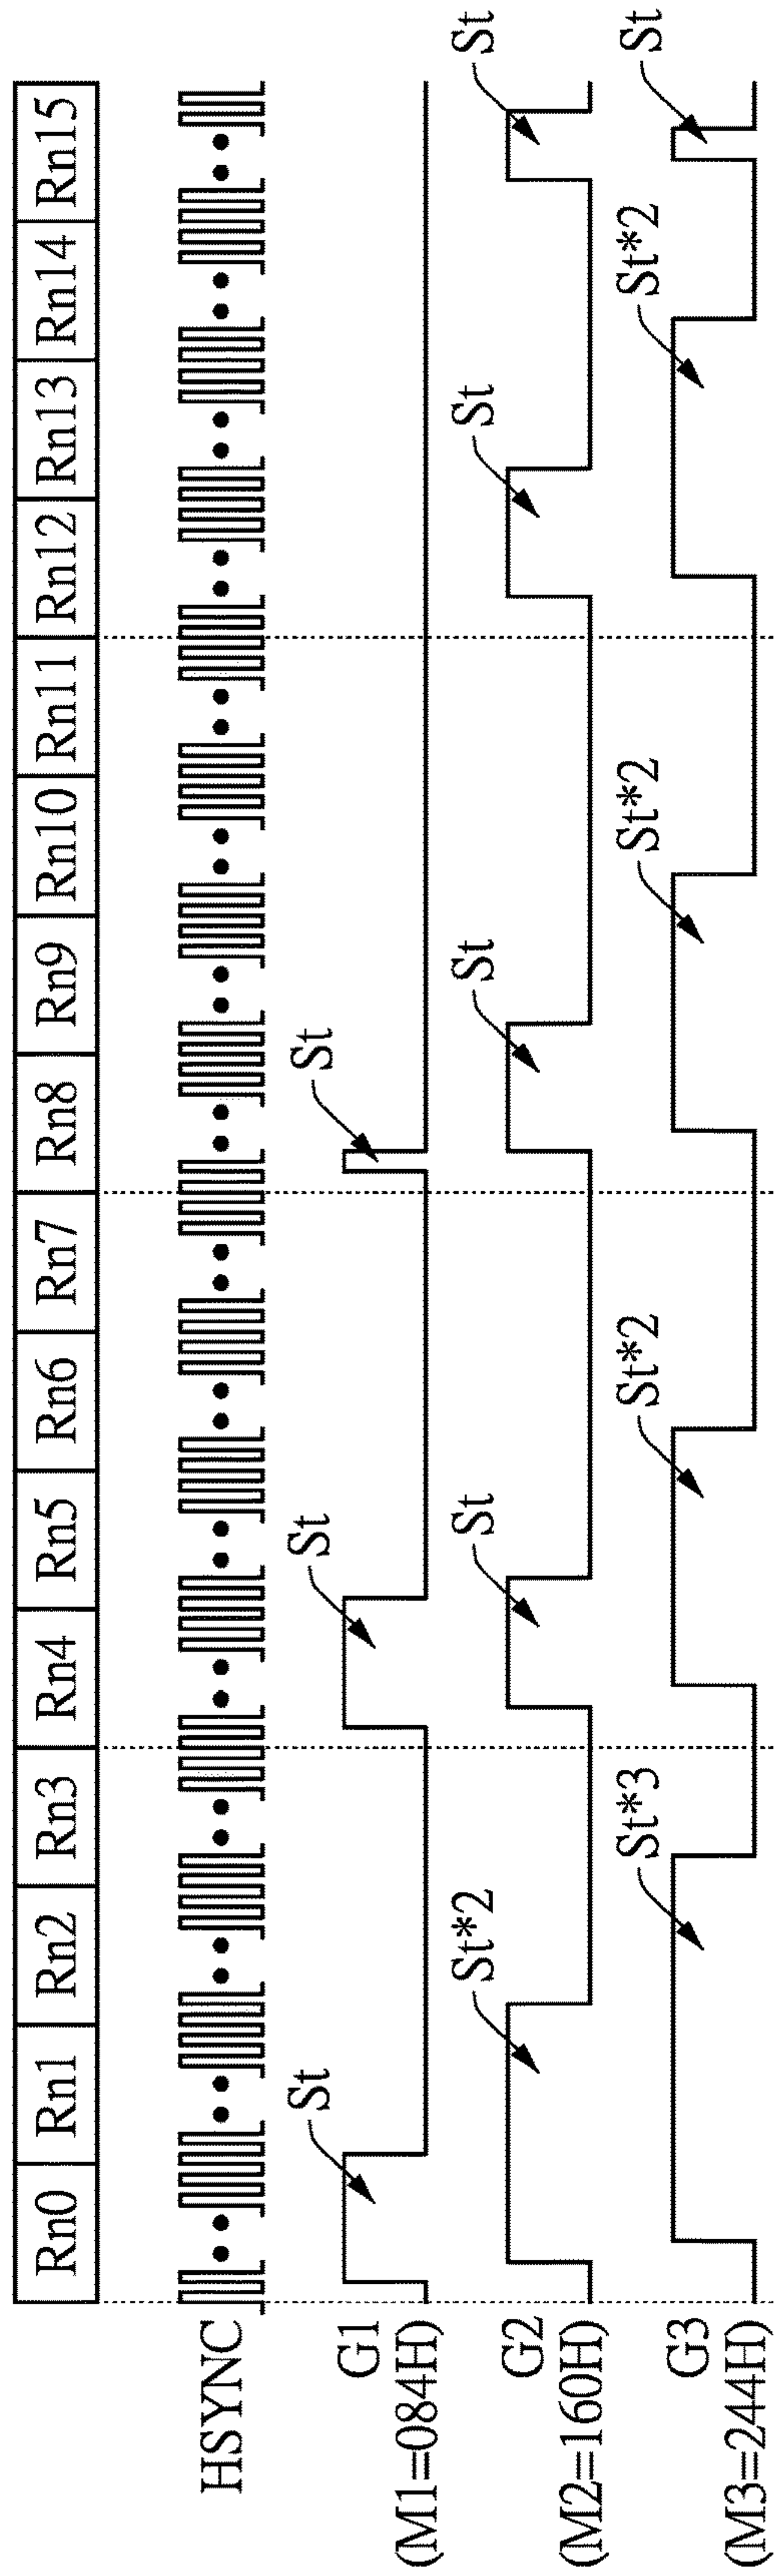 Rn0 Rn1 Rn2 Rn3 Rn4 Rn5 Rn6 Rn7 Rn8 Rn9 Rn10 Rn11 Rn12 Rn13 Rn14 Rn15
HSYNC
G1
(M1=084H)
St St St
G2
(M2=160H)
St*2 St St St St
G3
(M3=244H)
St*3 St*2 St*2 St*2 St